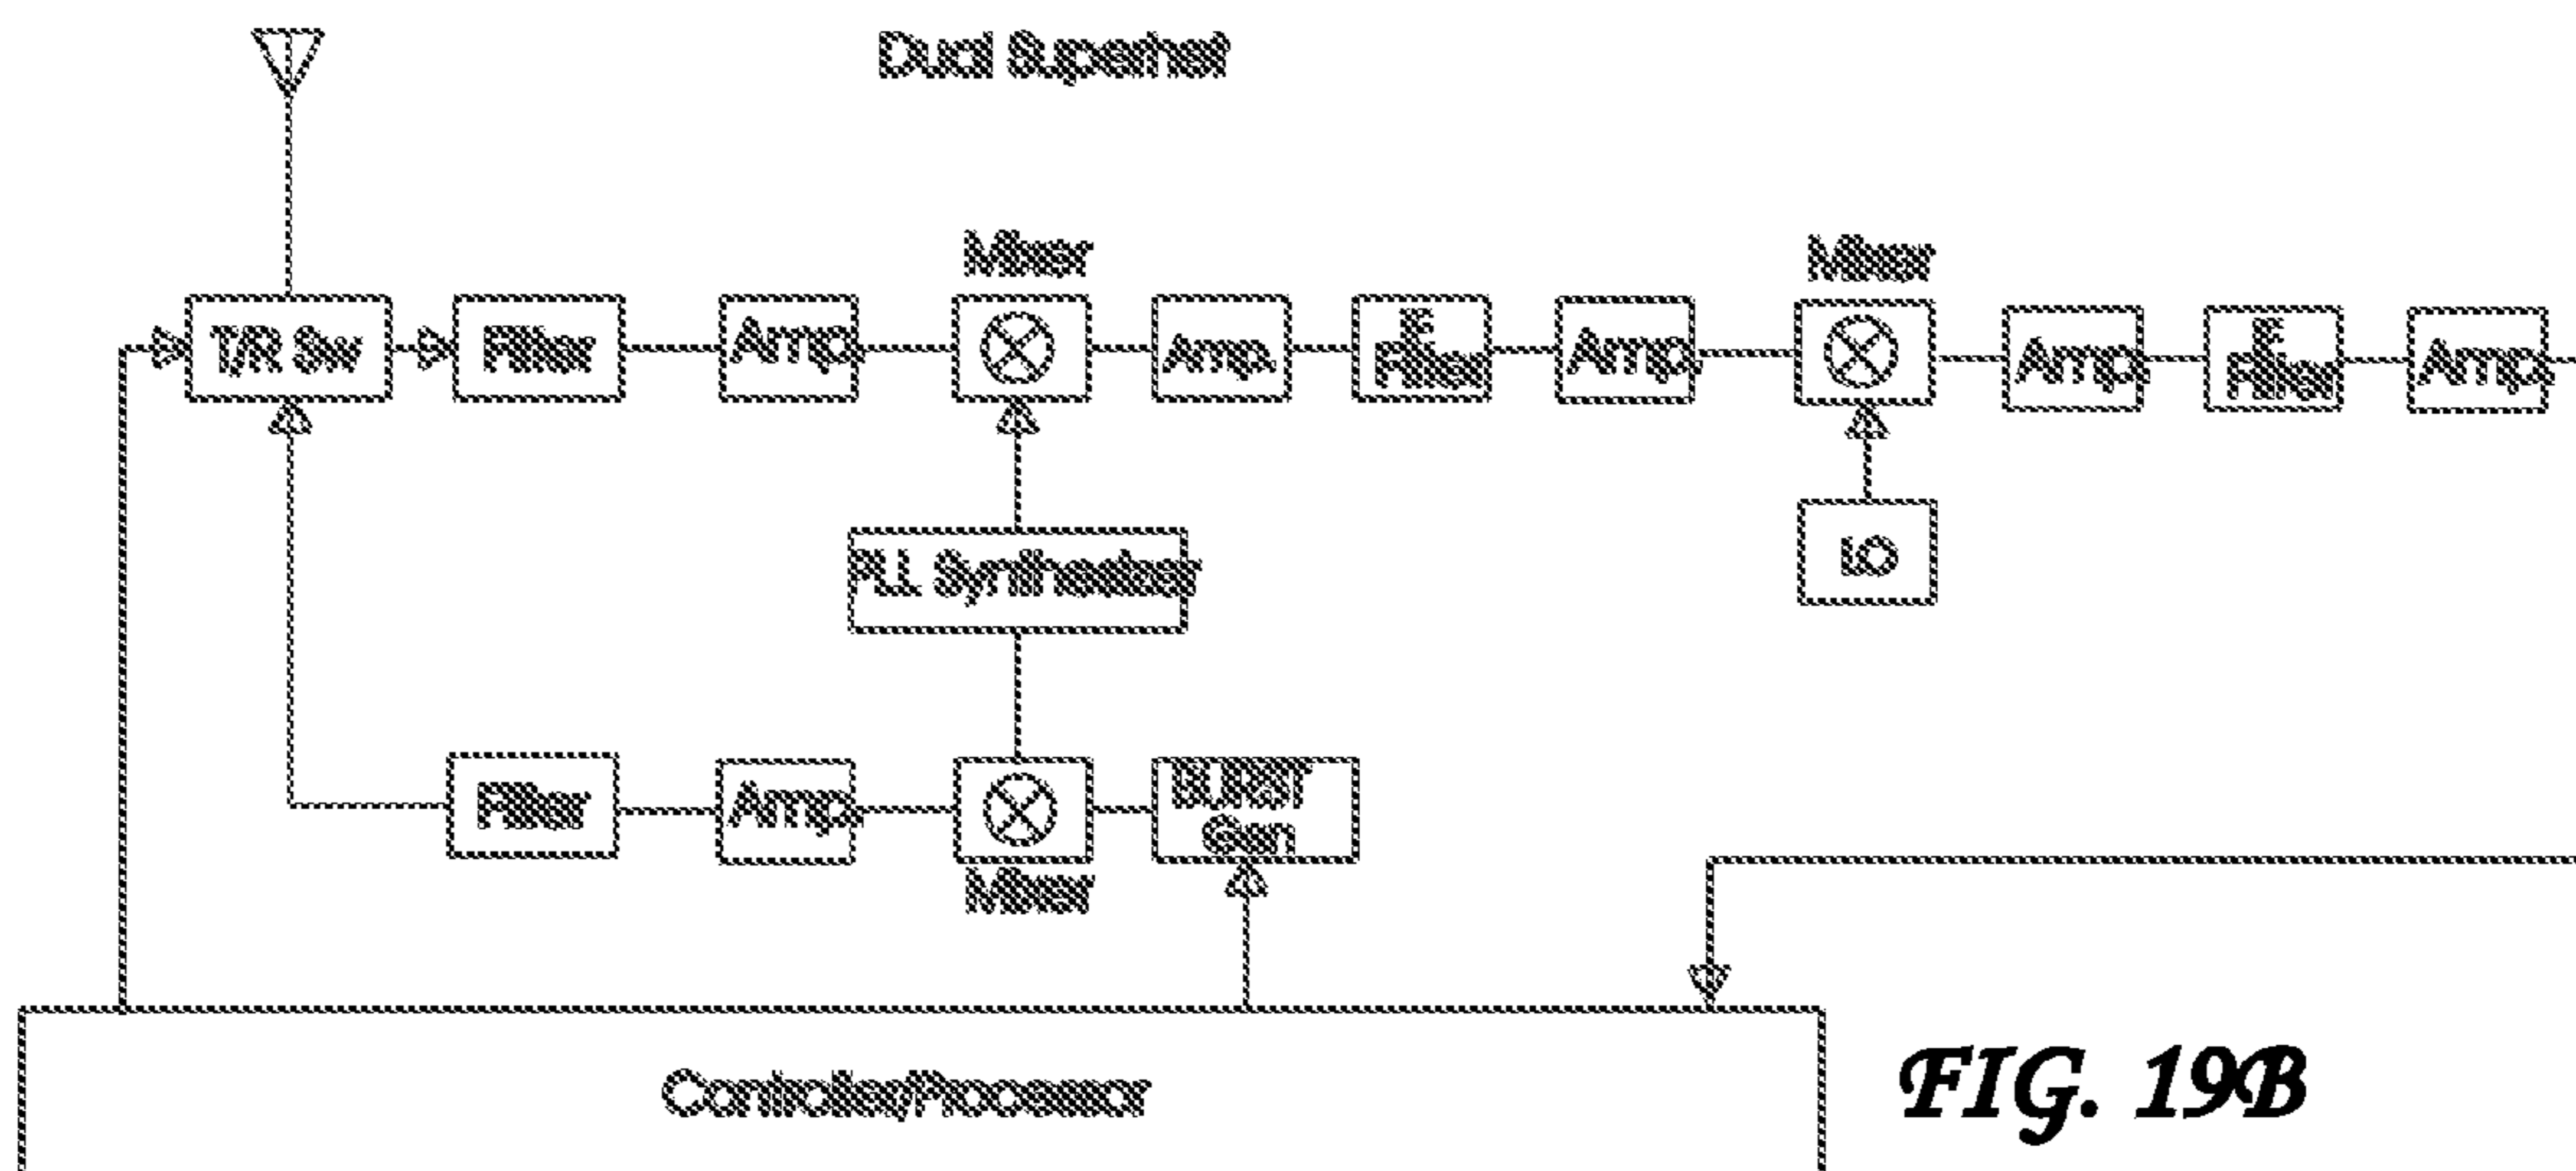 Dual Superhet
Mixer
Mixer
T/R Sw
Filter
Amp.
Amp.
IF
Filter
Amp.
Amp.
IF
Filter
Amp.
PLL Synthesizer
LO
Filter
Amp.
BURST
Gen
Mixer
Controller/Processor
FIG. 19B